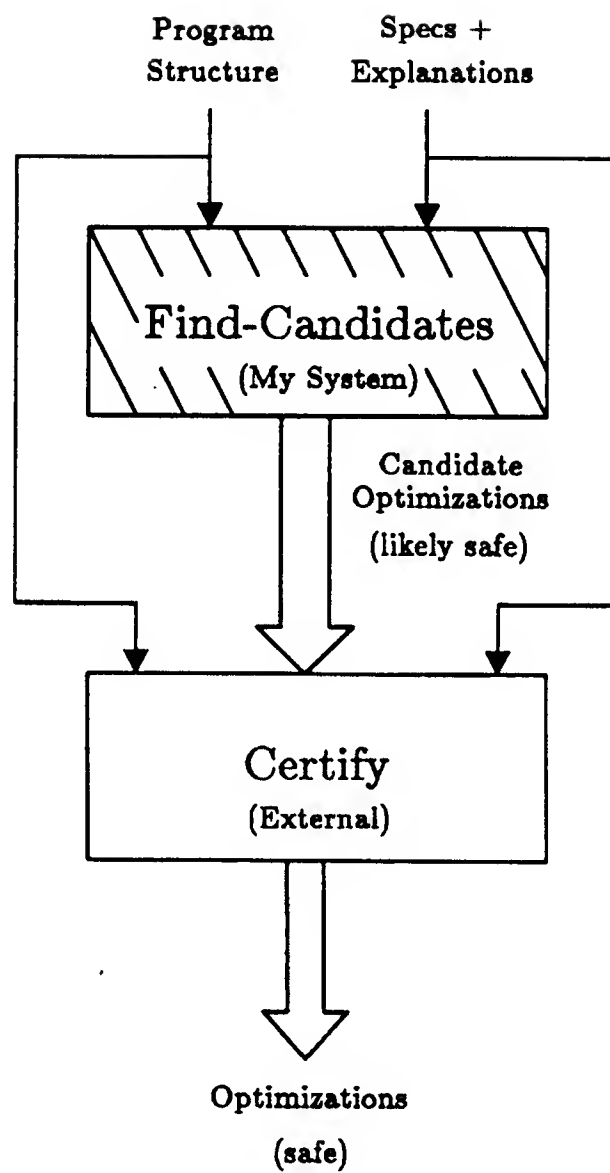 Program
Structure
Specs +
Explanations
Find-Candidates
(My System)
Candidate
Optimizations
(likely safe)
Certify
(External)
Optimizations
(safe)